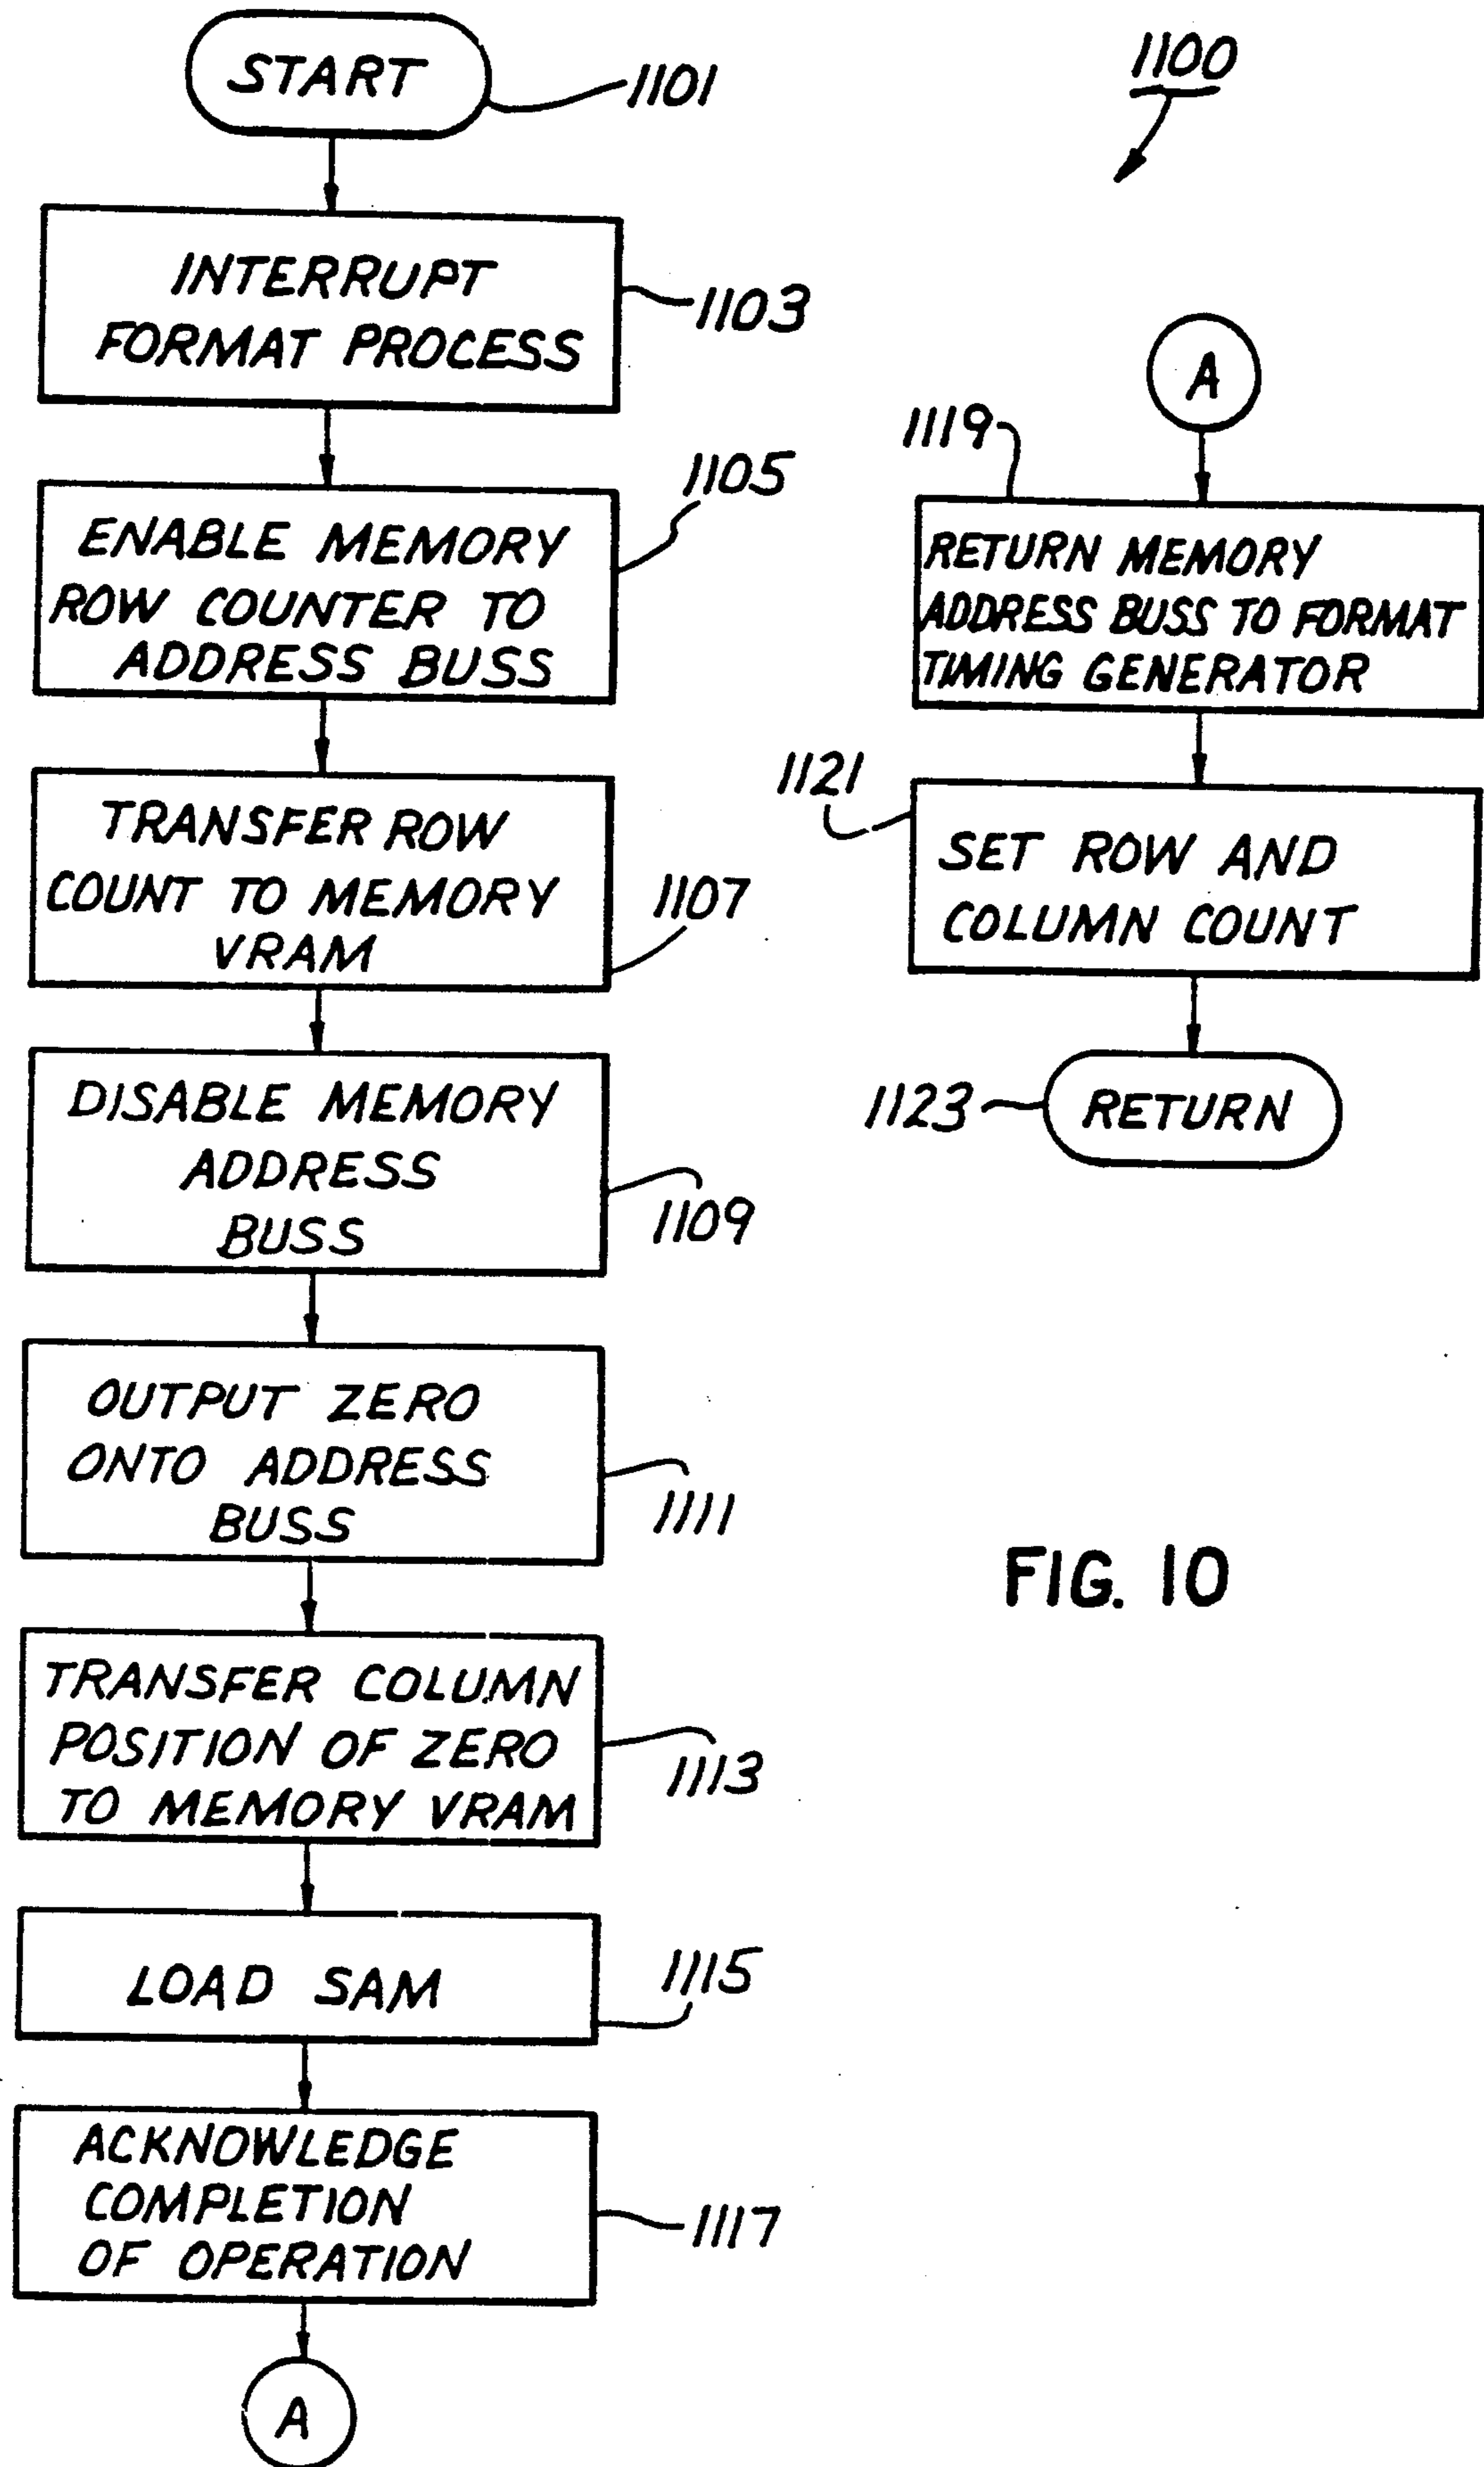 START
1101
1100
INTERRUPT
FORMAT PROCESS
1103
ENABLE MEMORY
ROW COUNTER TO
ADDRESS BUSS
1105
TRANSFER ROW
COUNT TO MEMORY
VRAM
1107
DISABLE MEMORY
ADDRESS
BUSS
1109
OUTPUT ZERO
ONTO ADDRESS
BUSS
1111
TRANSFER COLUMN
POSITION OF ZERO
TO MEMORY VRAM
1113
LOAD SAM
1115
ACKNOWLEDGE
COMPLETION
OF OPERATION
1117
A
A
1119
RETURN MEMORY
ADDRESS BUSS TO FORMAT
TIMING GENERATOR
1121
SET ROW AND
COLUMN COUNT
1123
RETURN
FIG. 10